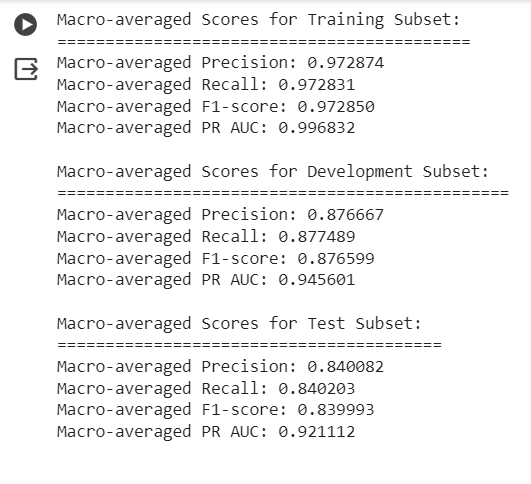 Macro-averaged Scores for Training Subset:
===========================================
Macro-averaged Precision: 0.972874
Macro-averaged Recall: 0.972831
Macro-averaged F1-score: 0.972850
Macro-averaged PR AUC: 0.996832
Macro-averaged Scores for Development Subset:
===============================================
Macro-averaged Precision: 0.876667
Macro-averaged Recall: 0.877489
Macro-averaged F1-score: 0.876599
Macro-averaged PR AUC: 0.945601
Macro-averaged Scores for Test Subset:
========================================
Macro-averaged Precision: 0.840082
Macro-averaged Recall: 0.840203
Macro-averaged F1-score: 0.839993
Macro-averaged PR AUC: 0.921112